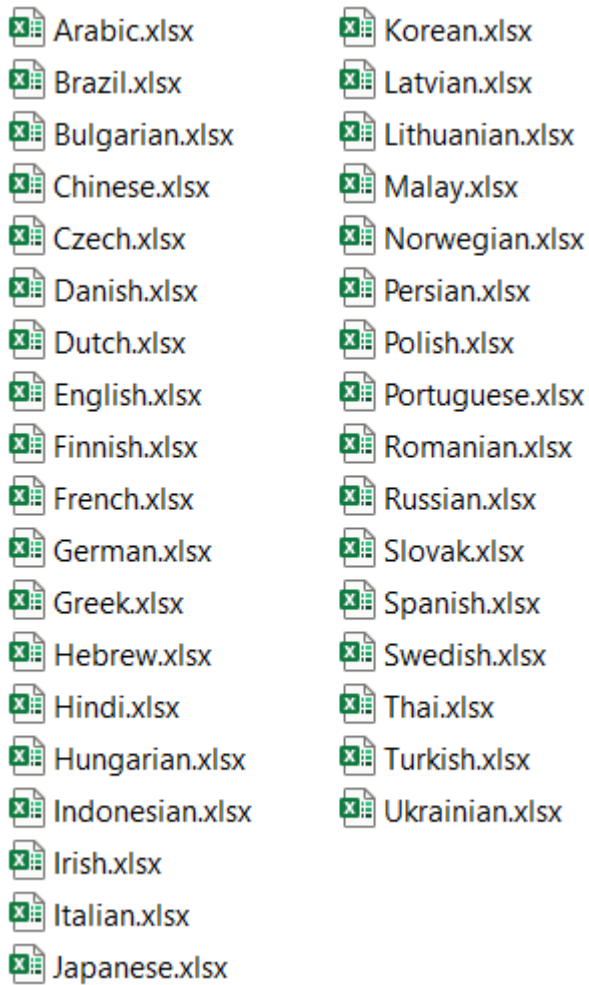 Arabic.xlsx
Brazil.xlsx
Bulgarian.xlsx
Chinese.xlsx
Czech.xlsx
Danish.xlsx
Dutch.xlsx
English.xlsx
Finnish.xlsx
French.xlsx
German.xlsx
Greek.xlsx
Hebrew.xlsx
Hindi.xlsx
Hungarian.xlsx
Indonesian.xlsx
Irish.xlsx
Italian.xlsx
Japanese.xlsx
Korean.xlsx
Latvian.xlsx
Lithuanian.xlsx
Malay.xlsx
Norwegian.xlsx
Persian.xlsx
Polish.xlsx
Portuguese.xlsx
Romanian.xlsx
Russian.xlsx
Slovak.xlsx
Spanish.xlsx
Swedish.xlsx
Thai.xlsx
Turkish.xlsx
Ukrainian.xlsx